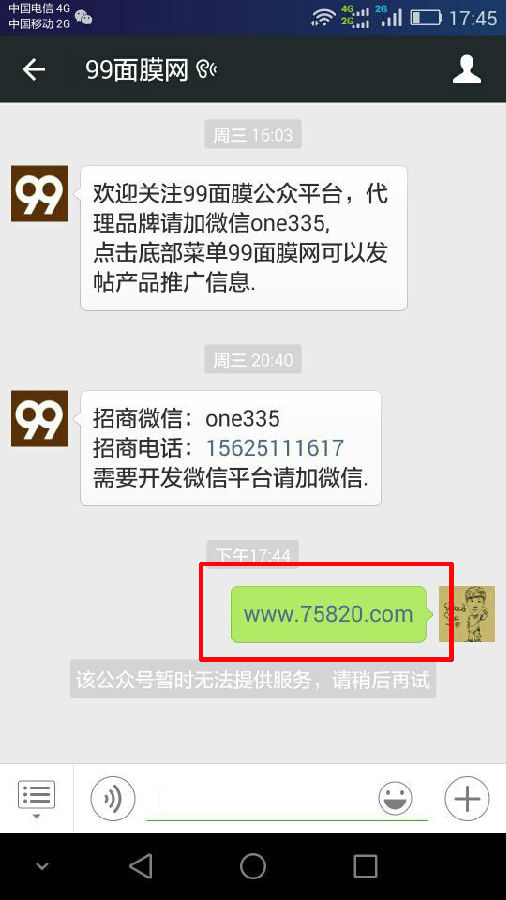 中国电信 4G
中国移动 2G
4G
2G
2G
17:45
99面膜网
周三 16:03
99
欢迎关注99面膜公众平台，代
理品牌请加微信one335,
点击底部菜单99面膜网可以发
帖产品推广信息.
周三 20:40
99
招商微信：one335
招商电话：15625111617
需要开发微信平台请加微信.
下午17:44
www.75820.com
该公众号暂时无法提供服务，请稍后再试